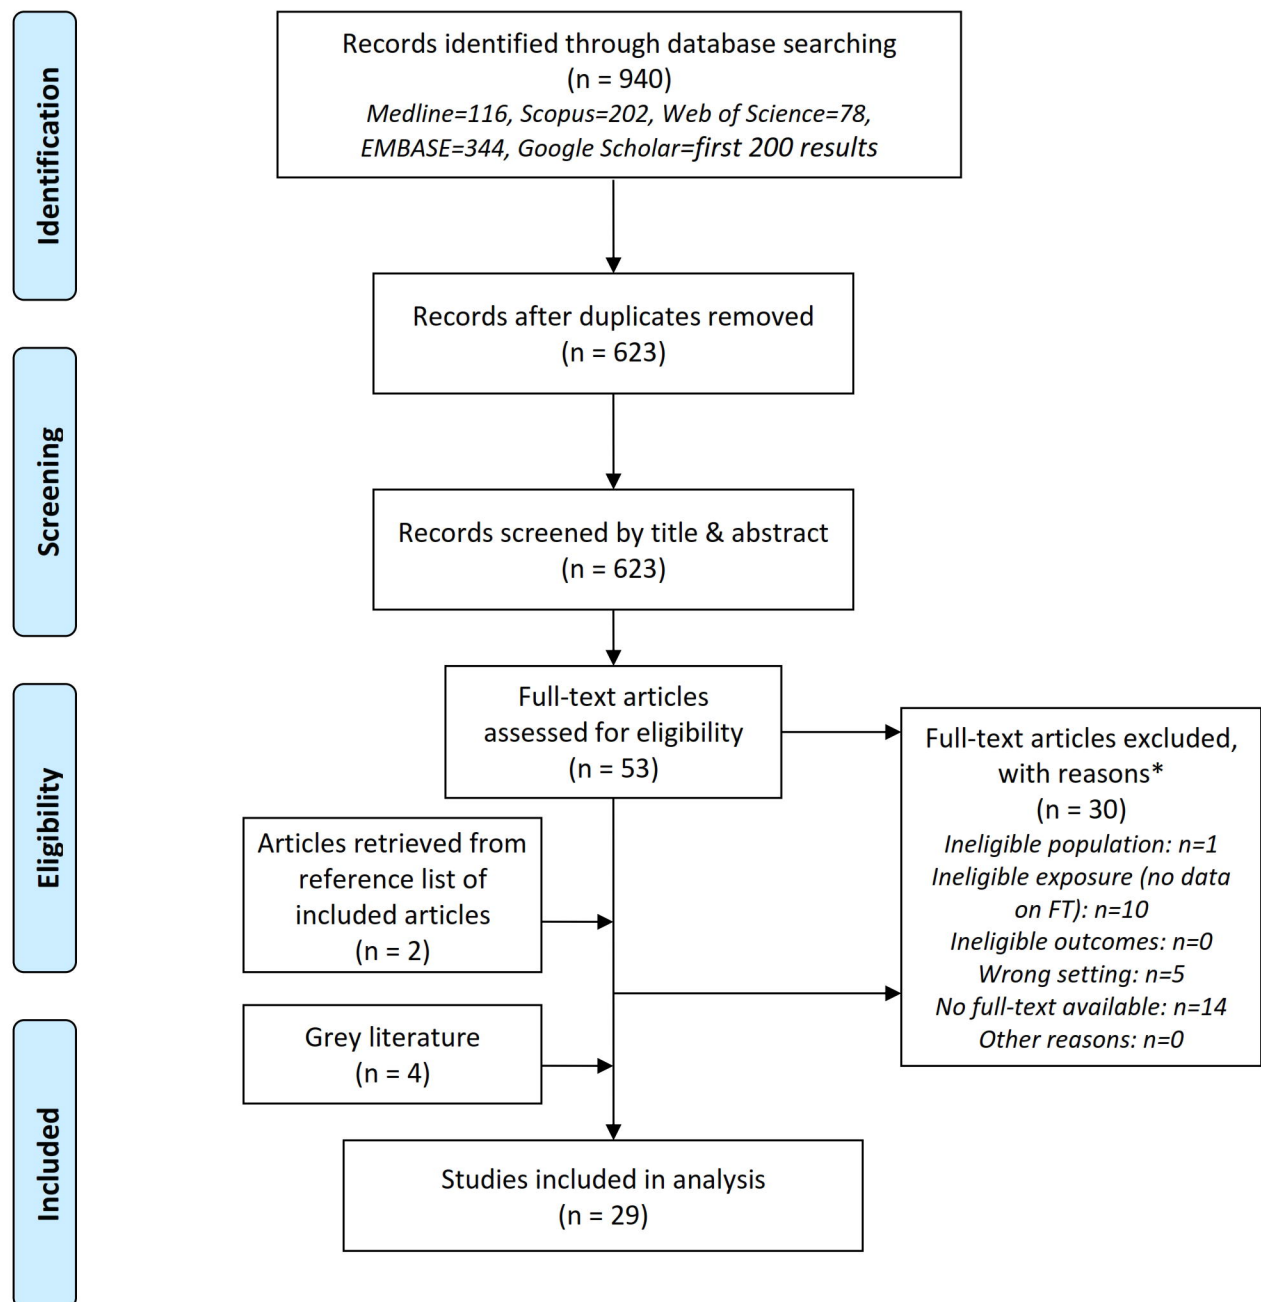 Identification
Records identified through database searching
(n = 940)
Medline=116, Scopus=202, Web of Science=78,
EMBASE=344, Google Scholar=first 200 results
Records after duplicates removed
(n = 623)
Screening
Records screened by title & abstract
(n = 623)
Eligibility
Full-text articles
assessed for eligibility
(n = 53)
Full-text articles excluded,
with reasons*
(n = 30)
Ineligible population: n=1
Ineligible exposure (no data
on FT): n=10
Ineligible outcomes: n=0
Wrong setting: n=5
No full-text available: n=14
Other reasons: n=0
Articles retrieved from
reference list of
included articles
(n = 2)
Grey literature
(n = 4)
Included
Studies included in analysis
(n = 29)